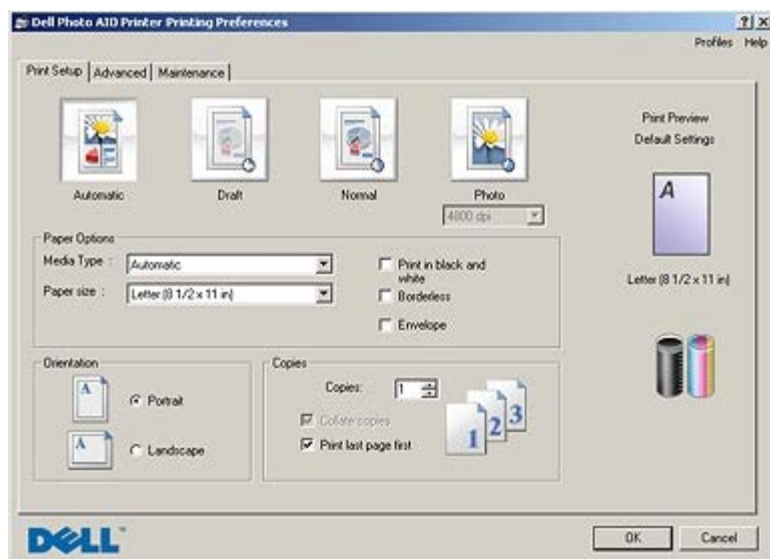 Dell Photo AIO Printer Printing Preferences
Profiles Help
Print Setup Advanced Maintenance
Automatic
Draft
Normal
Photo
4800 dpi
Print Preview
Default Settings
A
Letter (8 1/2 x 11 in)
Paper Options
Media Type : Automatic
Paper size : Letter (8 1/2 x 11 in)
Print in black and
white
Borderless
Envelope
Orientation
A
Portrait
A
Landscape
Copies
Copies: 1
Collate copies
Print last page first
1 2 3
DELL™
OK Cancel